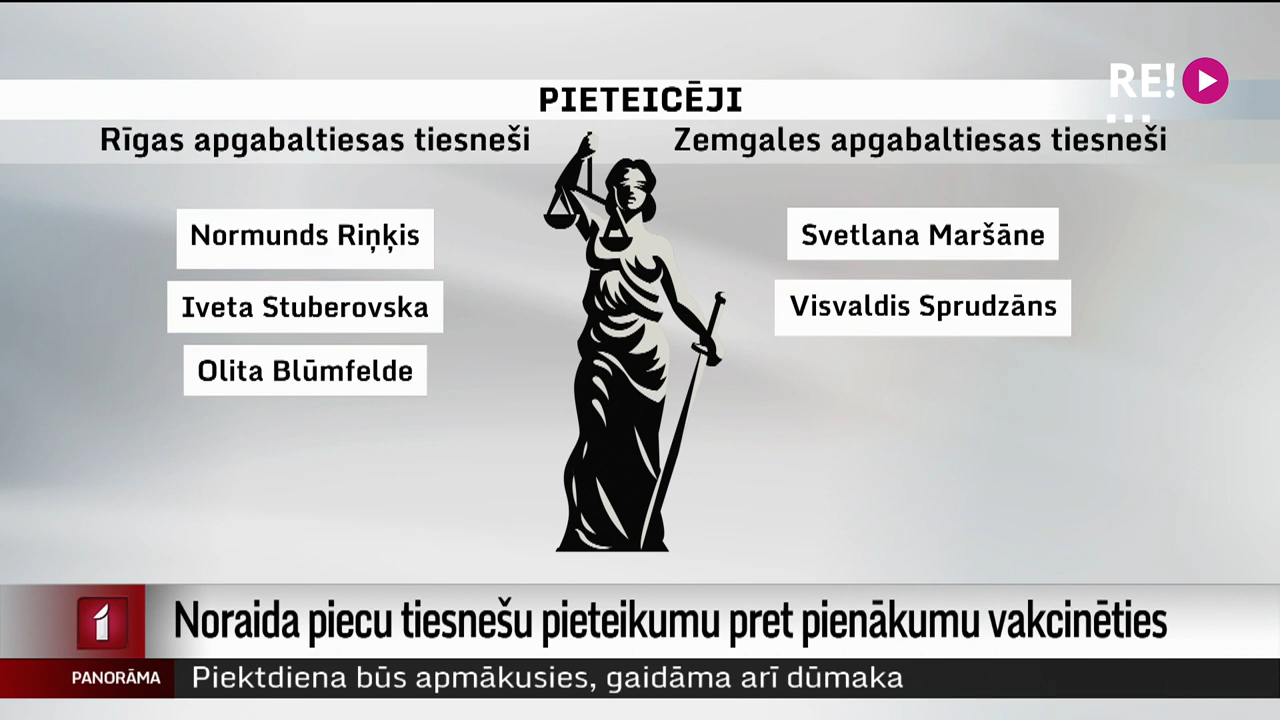 RE!
PIETEICĒJI
Rīgas apgabaltiesas tiesneši
Zemgales apgabaltiesas tiesneši
Normunds Riņķis
Iveta Stuberovska
Olita Blūmfelde
Svetlana Maršāne
Visvaldis Sprudzāns
1 Noraida piecu tiesnešu pieteikumu pret pienākumu vakcinēties
PANORĀMA Piektdiena būs apmākusies, gaidāma arī dūmaka